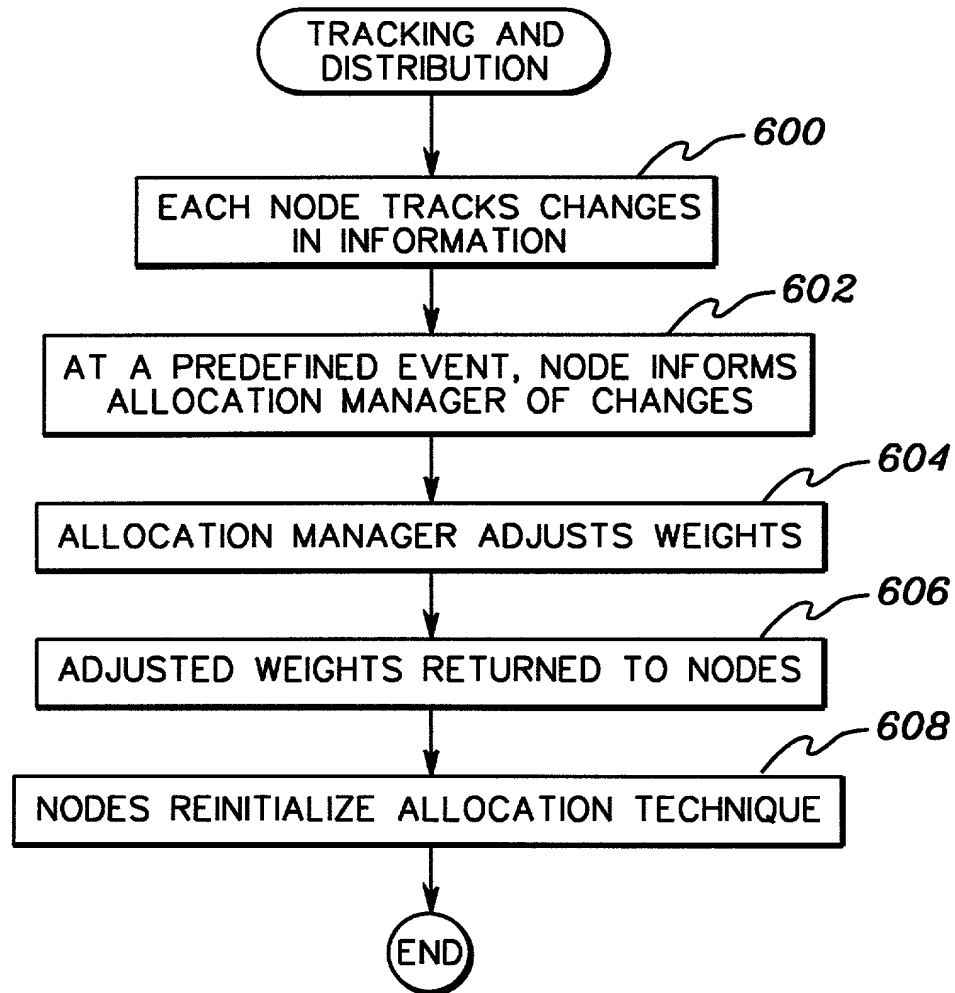 TRACKING AND
DISTRIBUTION
600
EACH NODE TRACKS CHANGES
IN INFORMATION
602
AT A PREDEFINED EVENT, NODE INFORMS
ALLOCATION MANAGER OF CHANGES
604
ALLOCATION MANAGER ADJUSTS WEIGHTS
606
ADJUSTED WEIGHTS RETURNED TO NODES
608
NODES REINITIALIZE ALLOCATION TECHNIQUE
END